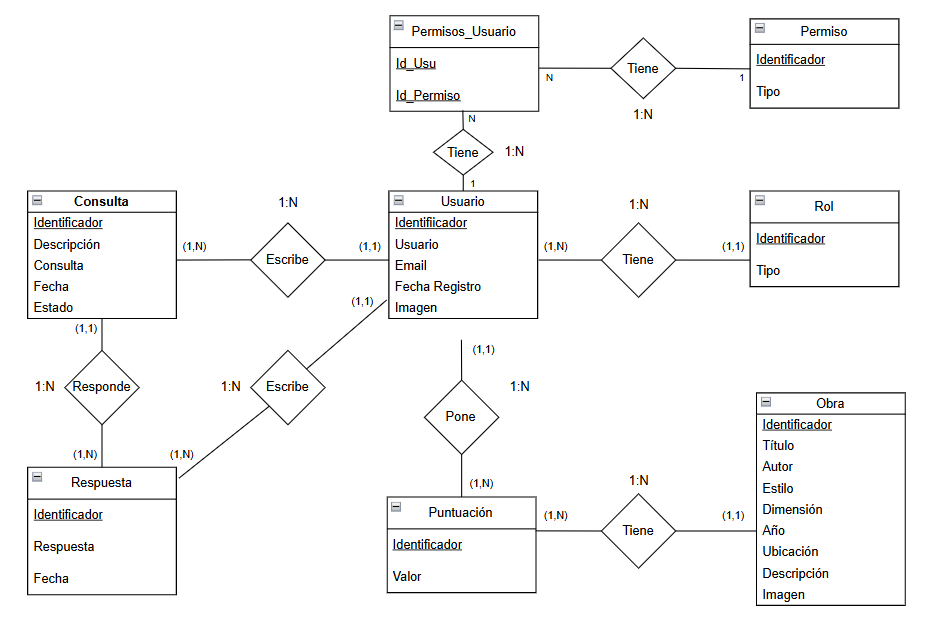 Permisos_Usuario
Id_Usu
Id_Permiso
N
Tiene
1:N
1
Permiso
Identificador
Tipo
N
Tiene
1:N
1
Consulta
Identificador
Descripción
Consulta
Fecha
Estado
1:N
(1,N)
Escribe
(1,1)
Usuario
Identifiicador
Usuario
Email
Fecha Registro
Imagen
1:N
(1,N)
Tiene
(1,1)
Rol
Identificador
Tipo
(1,1)
1:N
Responde
(1,N)
(1,1)
1:N
Escribe
(1,N)
(1,1)
Pone
1:N
(1,N)
Respuesta
Identificador
Respuesta
Fecha
Puntuación
Identificador
Valor
1:N
(1,N)
Tiene
(1,1)
Obra
Identificador
Título
Autor
Estilo
Dimensión
Año
Ubicación
Descripción
Imagen